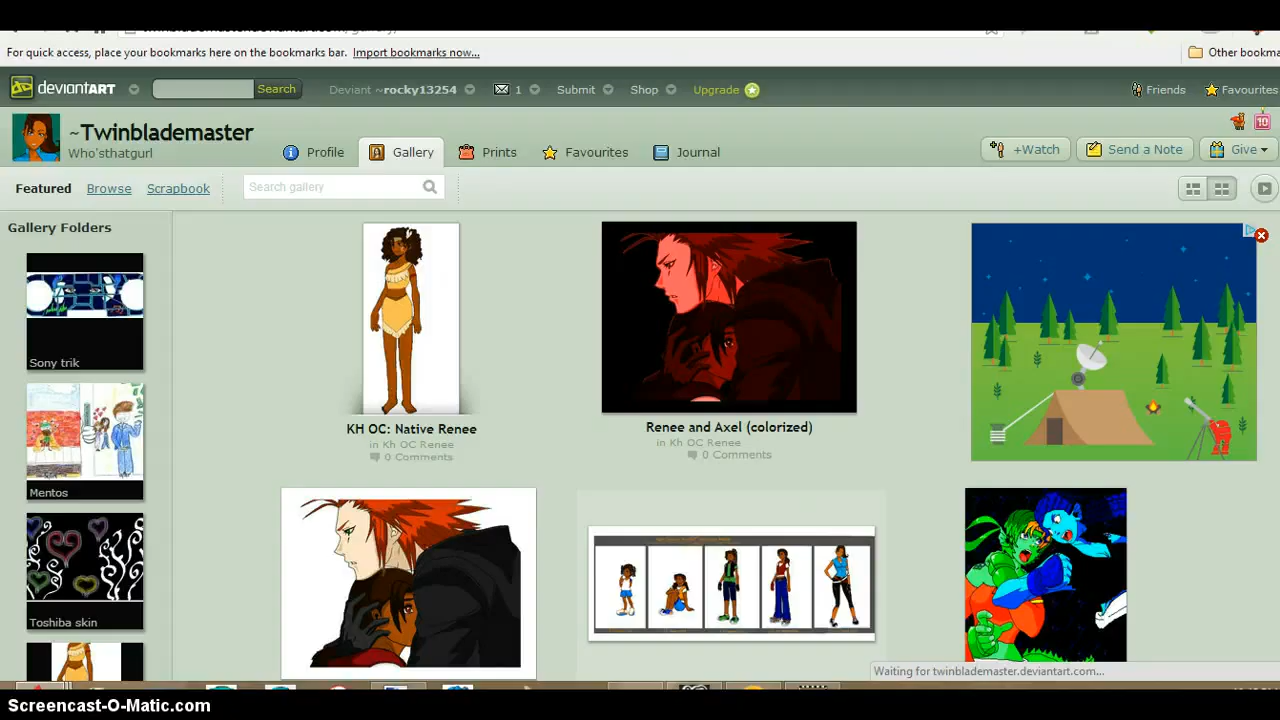 For quick access, place your bookmarks here on the bookmarks bar. Import bookmarks now...
Other bookma
deviantART
Search
Deviant ~rocky13254
1
Submit
Shop
Upgrade
Friends
Favourites
~Twinblademaster
Who'sthatgurl
Profile
Gallery
Prints
Favourites
Journal
10
+Watch
Send a Note
Give
Featured
Browse
Scrapbook
Search gallery
Gallery Folders
Sony trik
Mentos
Toshiba skin
KH OC: Native Renee
in KH OC Renee
0 Comments
Renee and Axel (colorized)
in Kh OC Renee
0 Comments
Waiting for twinblademaster.deviantart.com...
Screencast-O-Matic.com